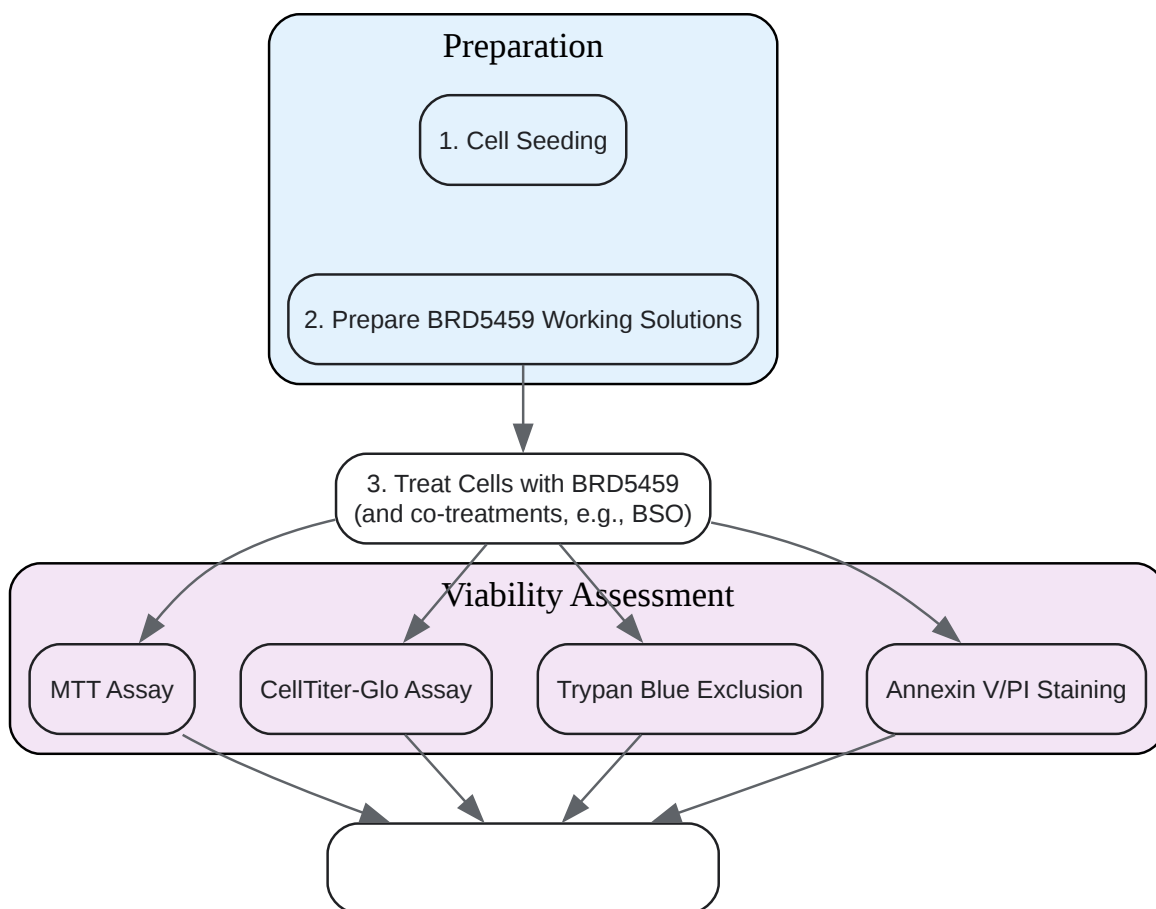 Preparation
1. Cell Seeding
2. Prepare BRD5459 Working Solutions
3. Treat Cells with BRD5459
(and co-treatments, e.g., BSO)
Viability Assessment
MTT Assay
CellTiter-Glo Assay
Trypan Blue Exclusion
Annexin V/PI Staining